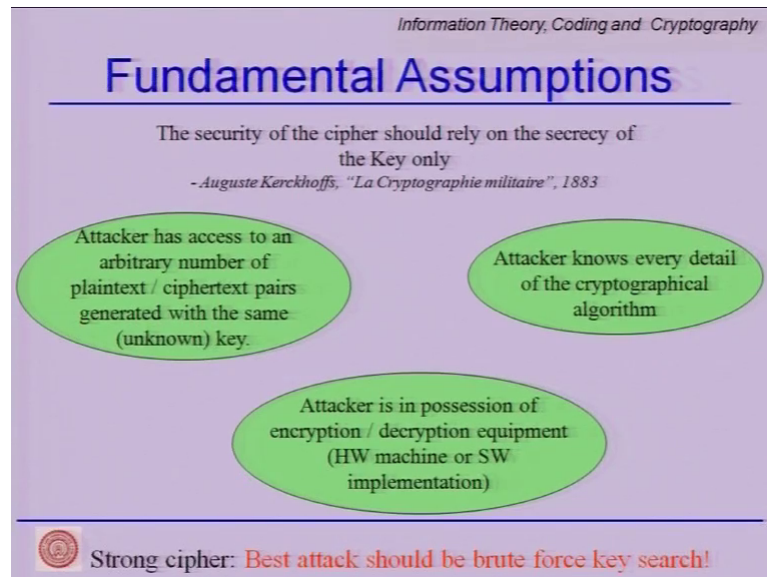 Information Theory, Coding and Cryptography
Fundamental Assumptions
The security of the cipher should rely on the secrecy of
the Key only
- Auguste Kerckhoffs, “La Cryptographie militaire”, 1883
Attacker has access to an
arbitrary number of
plaintext / ciphertext pairs
generated with the same
(unknown) key.
Attacker knows every detail
of the cryptographical
algorithm
Attacker is in possession of
encryption / decryption equipment
(HW machine or SW
implementation)
Strong cipher: Best attack should be brute force key search!